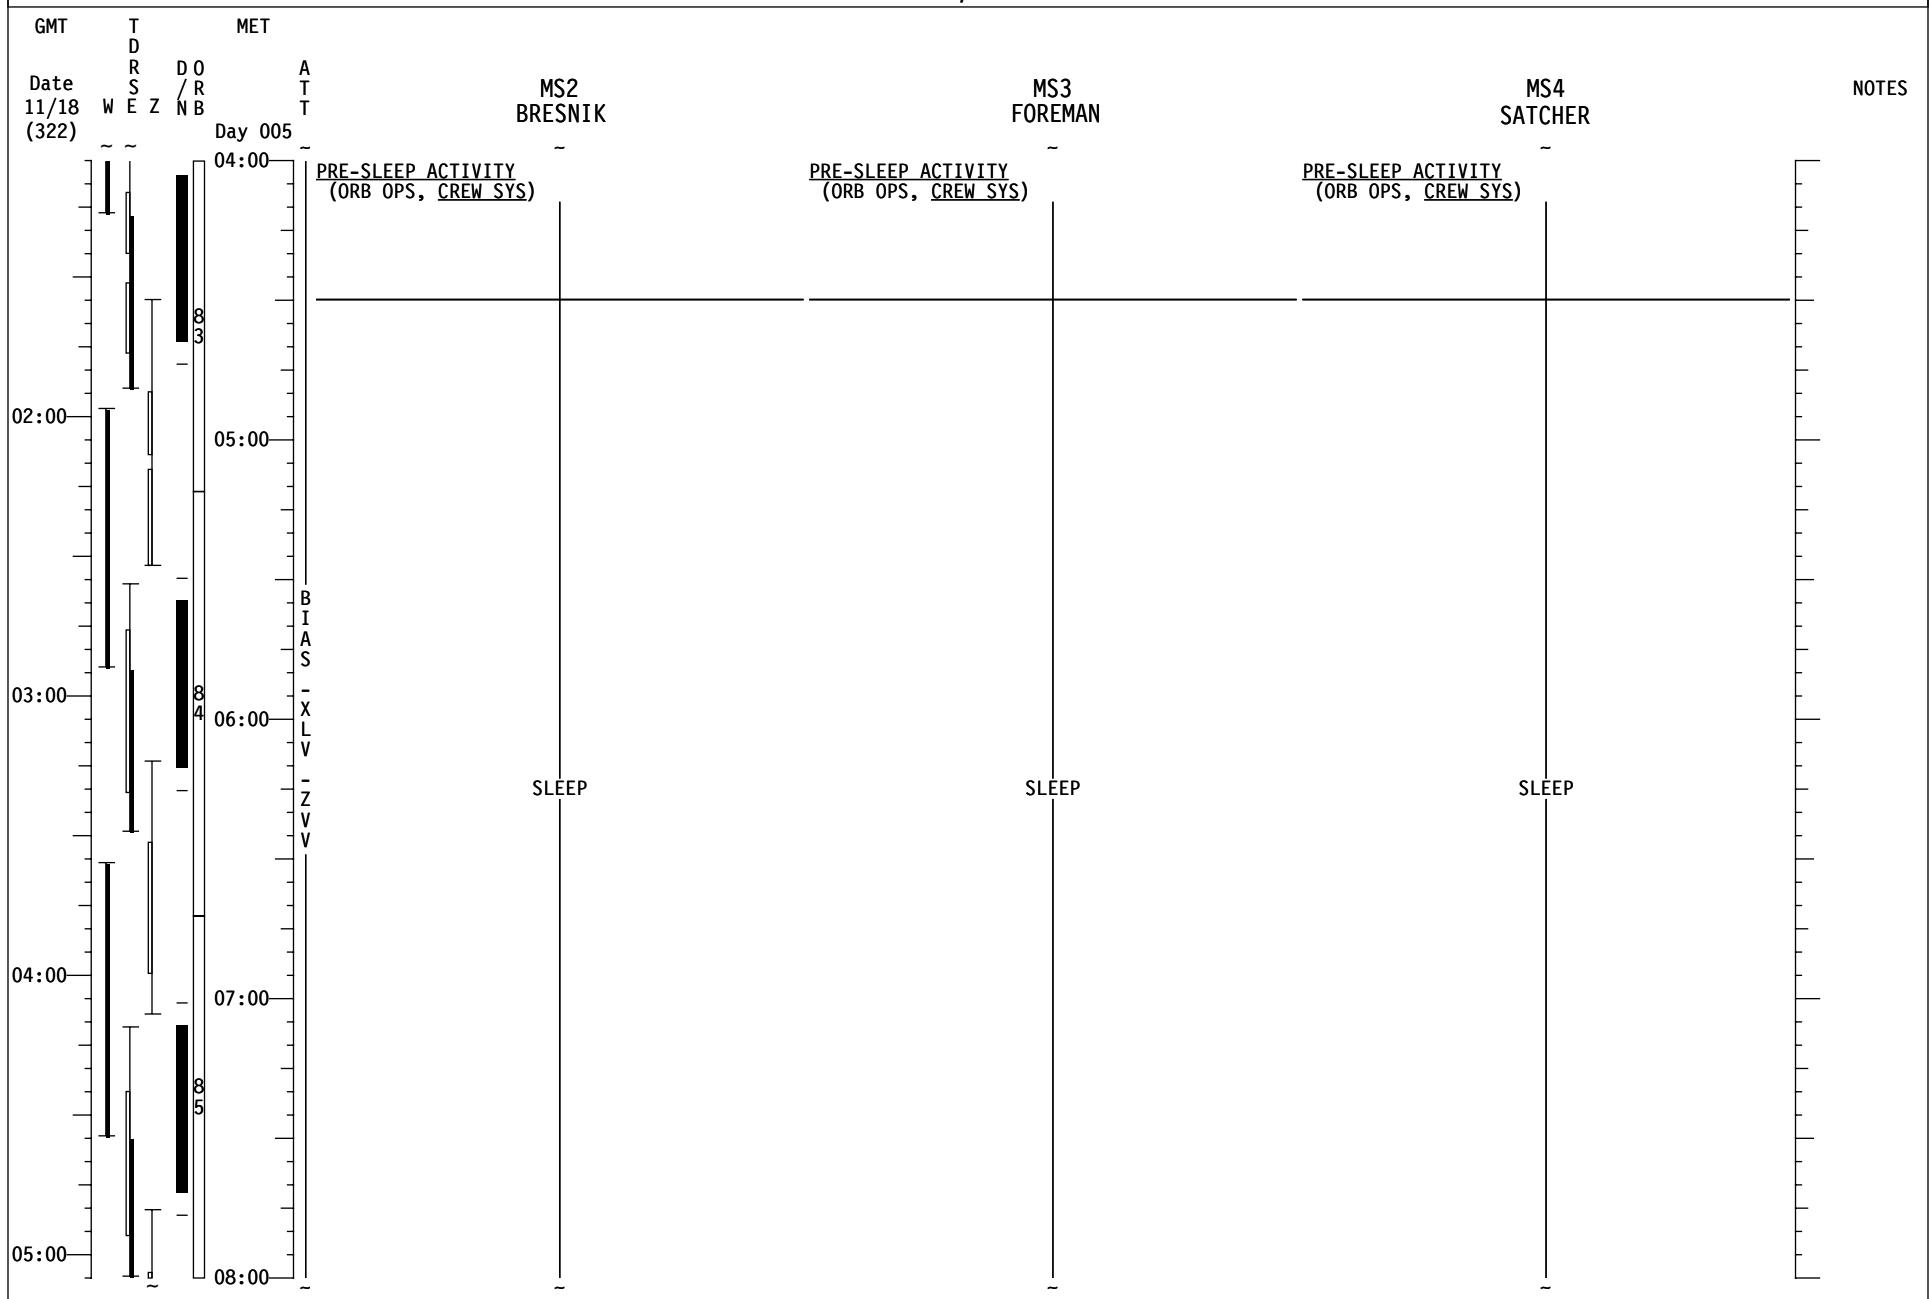 GMT
TDRS
MET
Date
11/18
(322)
W E Z
D/N
ORB
Day 005
ATT
MS2
BRESNIK
MS3
FOREMAN
MS4
SATCHER
NOTES
~ ~ ~ ~ ~ ~
04:00
PRE-SLEEP ACTIVITY
(ORB OPS, CREW SYS)
PRE-SLEEP ACTIVITY
(ORB OPS, CREW SYS)
PRE-SLEEP ACTIVITY
(ORB OPS, CREW SYS)
83
02:00
05:00
BIAS -XLV -ZVV
03:00
84
06:00
SLEEP
SLEEP
SLEEP
04:00
07:00
85
05:00
08:00
~ ~ ~ ~ ~